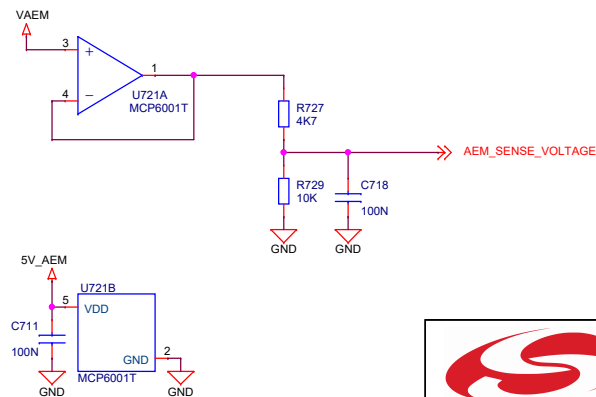 VAEM
3
+
1
4
−
U721A
MCP6001T
R727
4K7
AEM_SENSE_VOLTAGE
R729
10K
C718
100N
GND
GND
5V_AEM
U721B
5
VDD
C711
100N
2
GND
MCP6001T
GND
GND